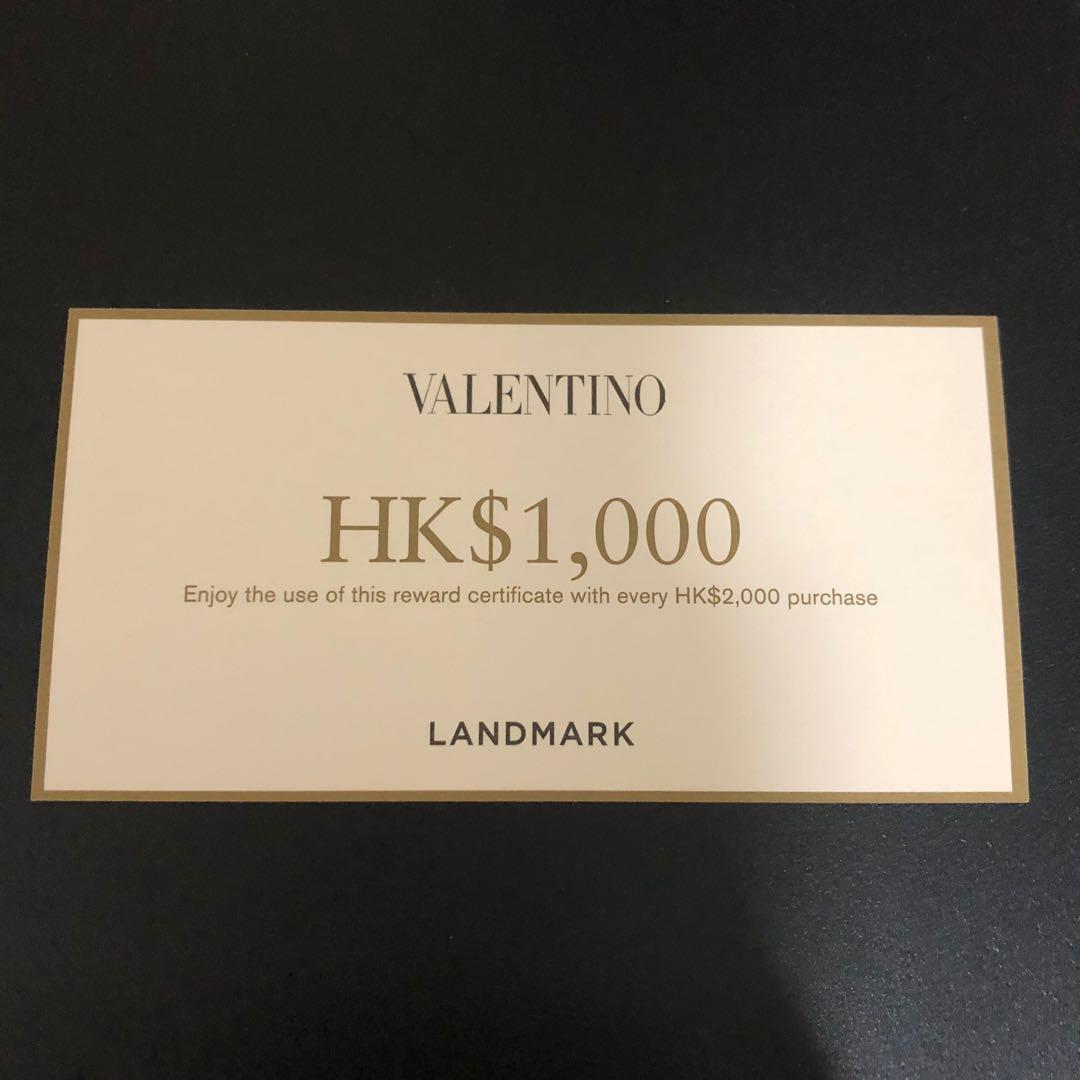 VALENTINO
HK$1,000
Enjoy the use of this reward certificate with every HK$2,000 purchase
LANDMARK